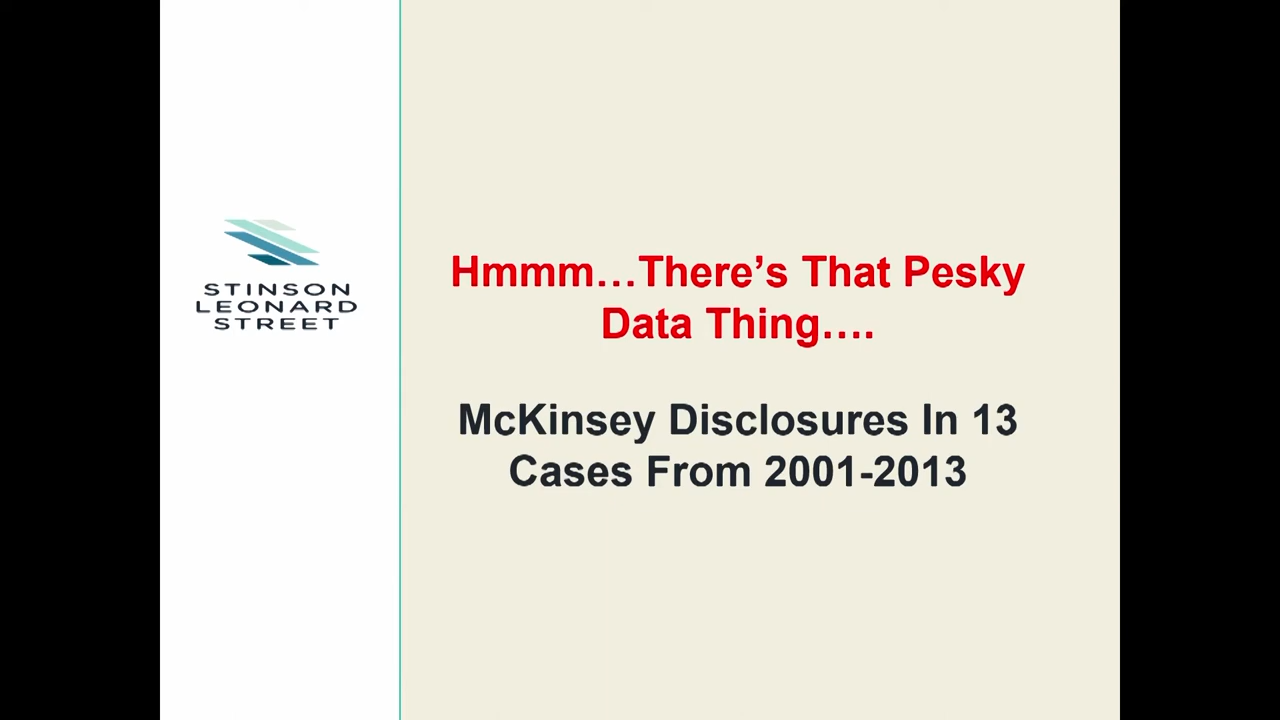 STINSON
LEONARD
STREET
Hmmm…There’s That Pesky
Data Thing….
McKinsey Disclosures In 13
Cases From 2001-2013